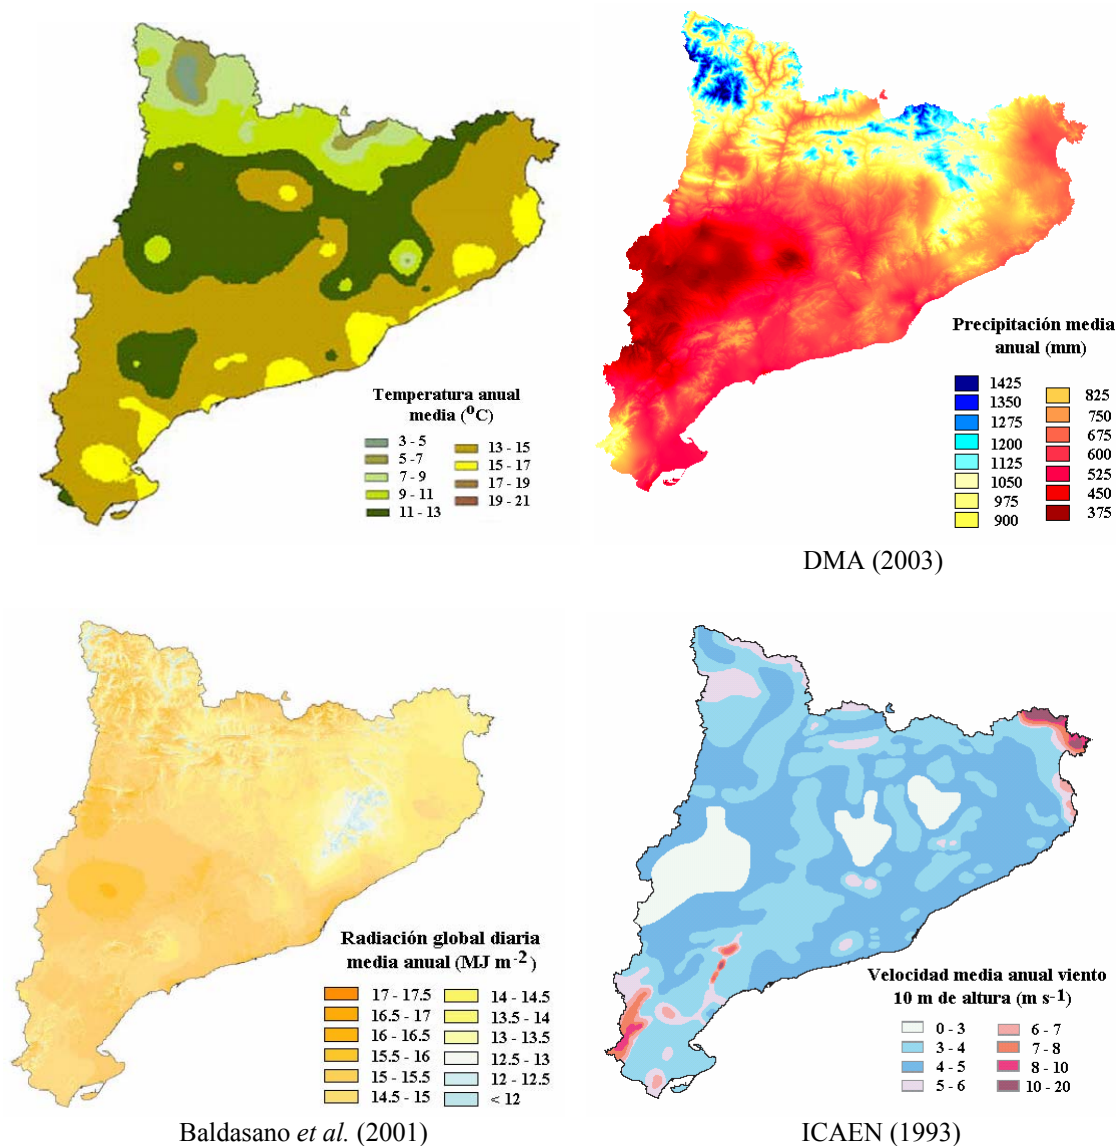 Temperatura anual
media (ºC)
3 - 5
5 - 7
7 - 9
9 - 11
11 - 13
13 - 15
15 - 17
17 - 19
19 - 21
Precipitación media
anual (mm)
1425
1350
1275
1200
1125
1050
975
900
825
750
675
600
525
450
375
DMA (2003)
Radiación global diaria
media anual (MJ m-2)
17 - 17.5
16.5 - 17
16 - 16.5
15.5 - 16
15 - 15.5
14.5 - 15
14 - 14.5
13.5 - 14
13 - 13.5
12.5 - 13
12 - 12.5
< 12
Baldasano et al. (2001)
Velocidad media anual viento
10 m de altura (m s-1)
0 - 3
3 - 4
4 - 5
5 - 6
6 - 7
7 - 8
8 - 10
10 - 20
ICAEN (1993)